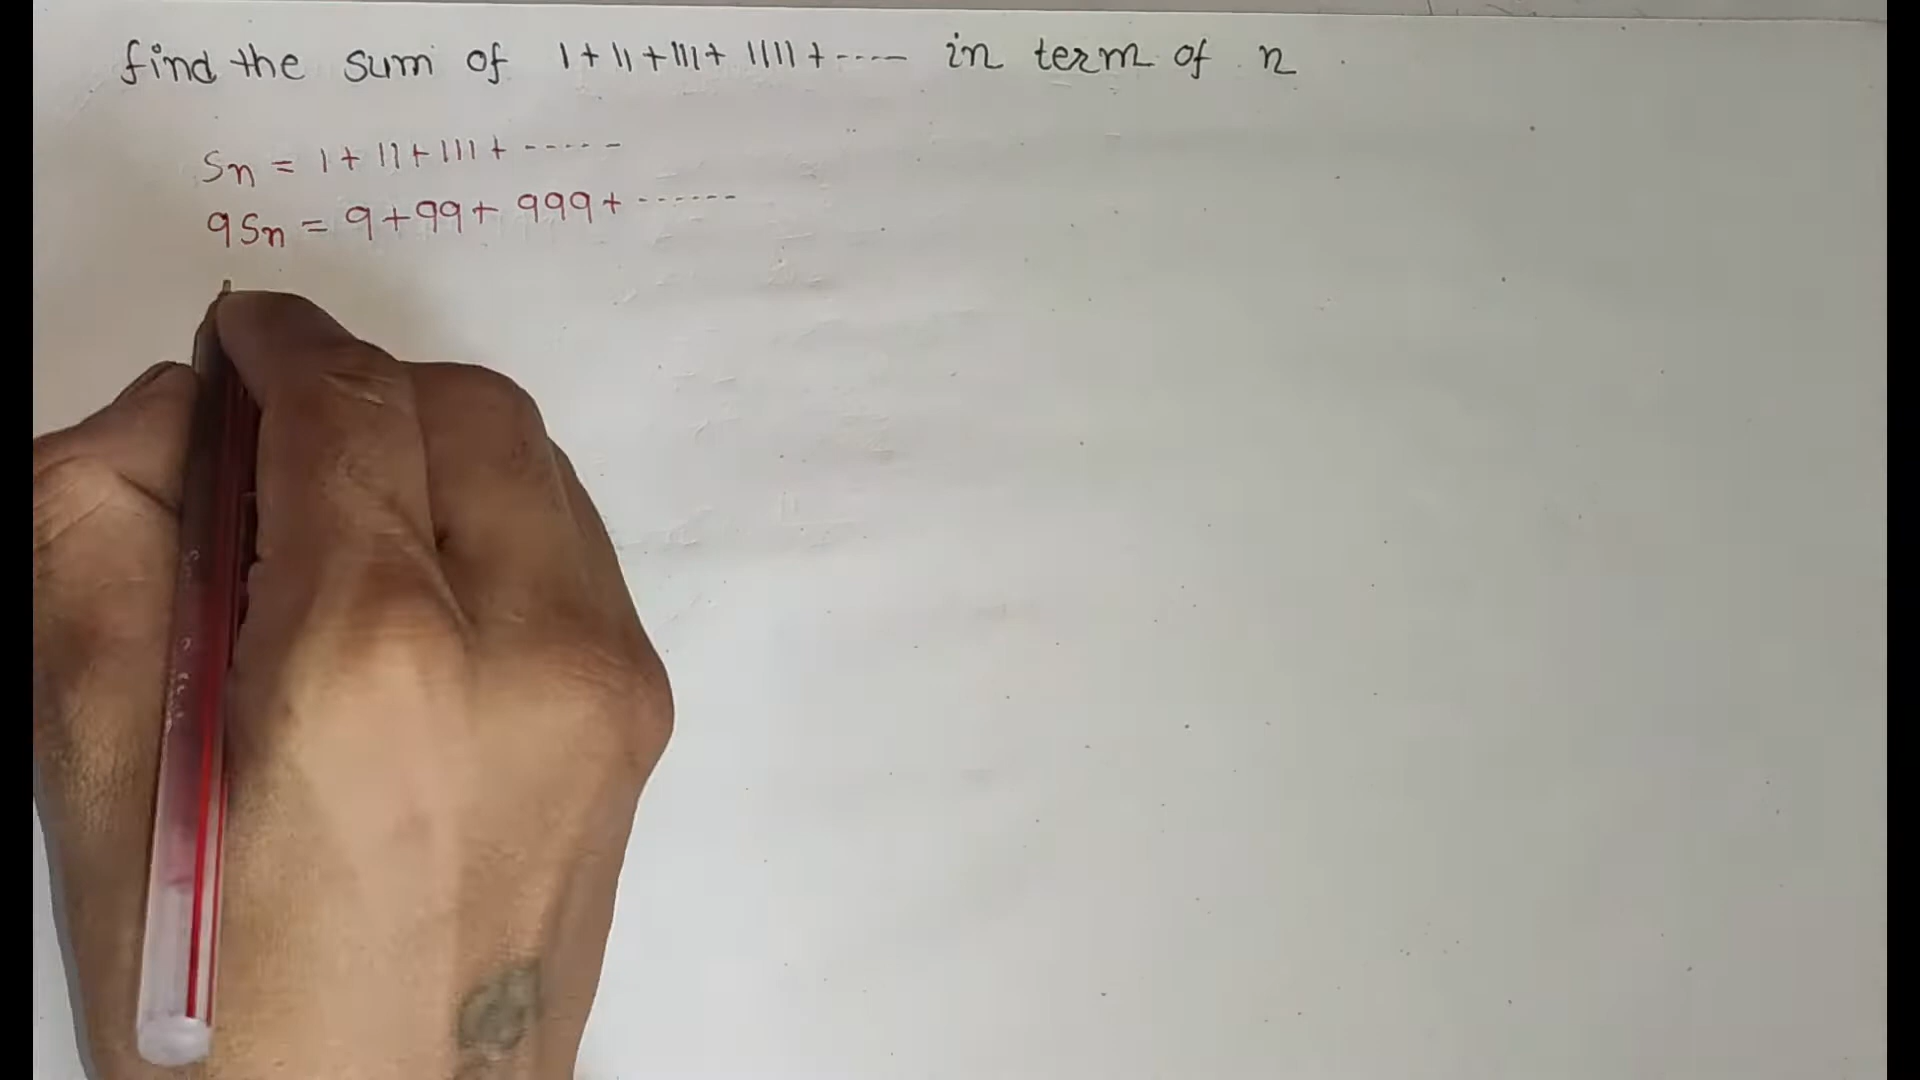 find the sum of 1 + 11 + 111 + 1111 + ---- in term of n
Sn = 1 + 11 + 111 + -----
9Sn = 9 + 99 + 999 + ------